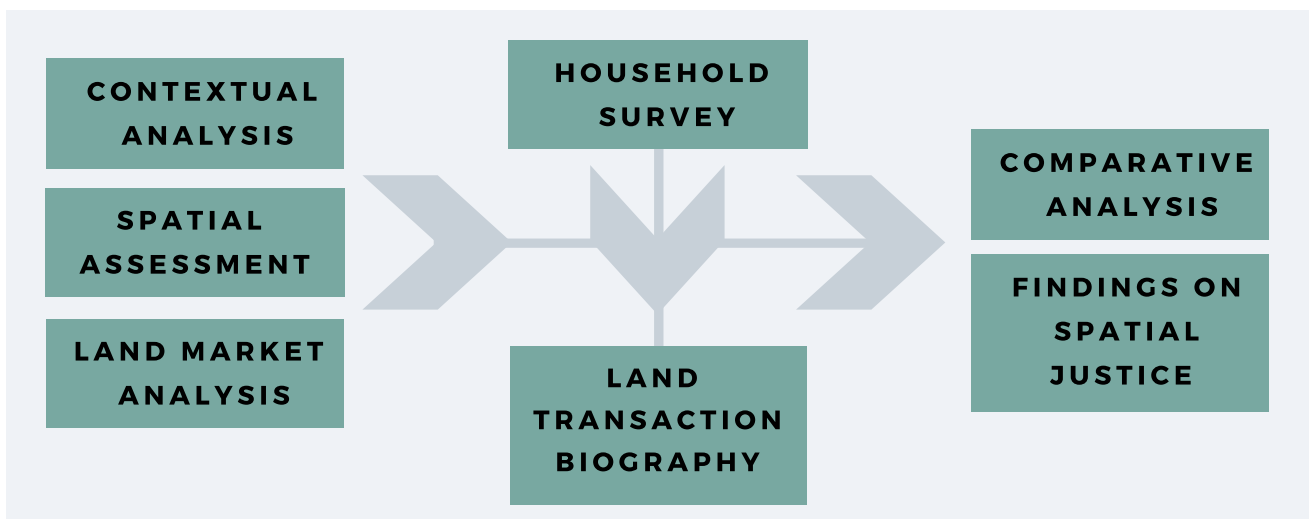 CONTEXTUAL
ANALYSIS
SPATIAL
ASSESSMENT
LAND MARKET
ANALYSIS
HOUSEHOLD
SURVEY
LAND
TRANSACTION
BIOGRAPHY
COMPARATIVE
ANALYSIS
FINDINGS ON
SPATIAL
JUSTICE